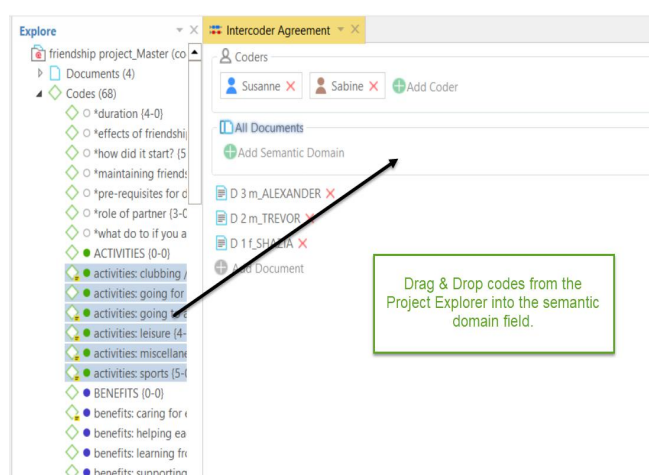 Explore
friendship project_Master (co
Documents (4)
Codes (68)
*duration {4-0}
*effects of friendshi
*how did it start? {5
*maintaining friends
*pre-requisites for d
*role of partner {3-0
*what do to if you a
ACTIVITIES {0-0}
activities: clubbing /
activities: going for
activities: going to a
activities: leisure {4-
activities: miscellane
activities: sports {5-0
BENEFITS {0-0}
benefits: caring for
benefits: helping ea
benefits: learning fro
benefits: supporting
Intercoder Agreement
Coders
Susanne Sabine Add Coder
All Documents
Add Semantic Domain
D 3 m_ALEXANDER
D 2 m_TREVOR
D 1 f_SHAZIA
Add Document
Drag & Drop codes from the
Project Explorer into the semantic
domain field.